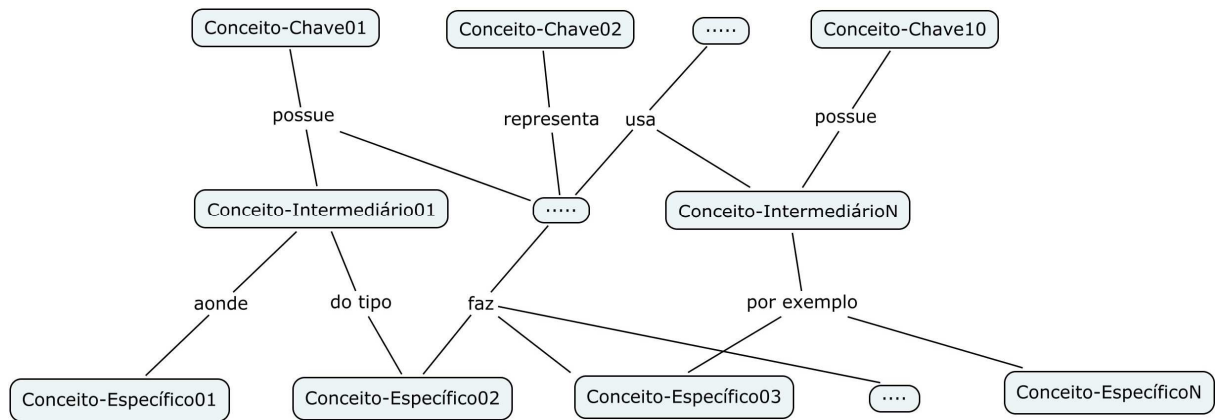 Conceito-Chave01
Conceito-Chave02
.....
Conceito-Chave10
possue
representa
usa
possue
Conceito-Intermediário01
.....
Conceito-IntermediárioN
aonde
do tipo
faz
por exemplo
Conceito-Específico01
Conceito-Específico02
Conceito-Específico03
....
Conceito-EspecíficoN